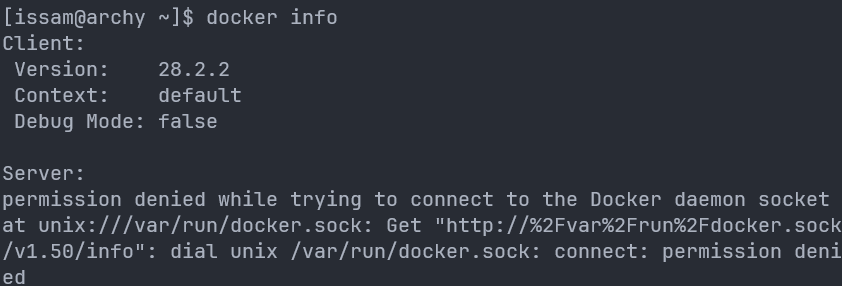 [issam@archy ~]$ docker info
Client:
 Version:    28.2.2
 Context:    default
 Debug Mode: false

Server:
permission denied while trying to connect to the Docker daemon socket
at unix:///var/run/docker.sock: Get "http://%2Fvar%2Frun%2Fdocker.sock
/v1.50/info": dial unix /var/run/docker.sock: connect: permission deni
ed